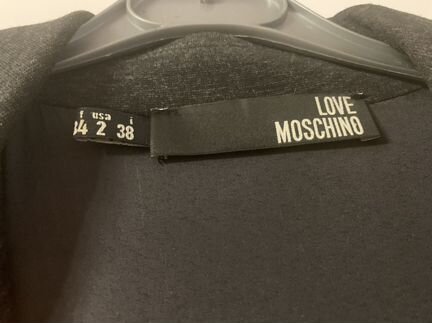 f usa i
34 2 38
LOVE
MOSCHINO